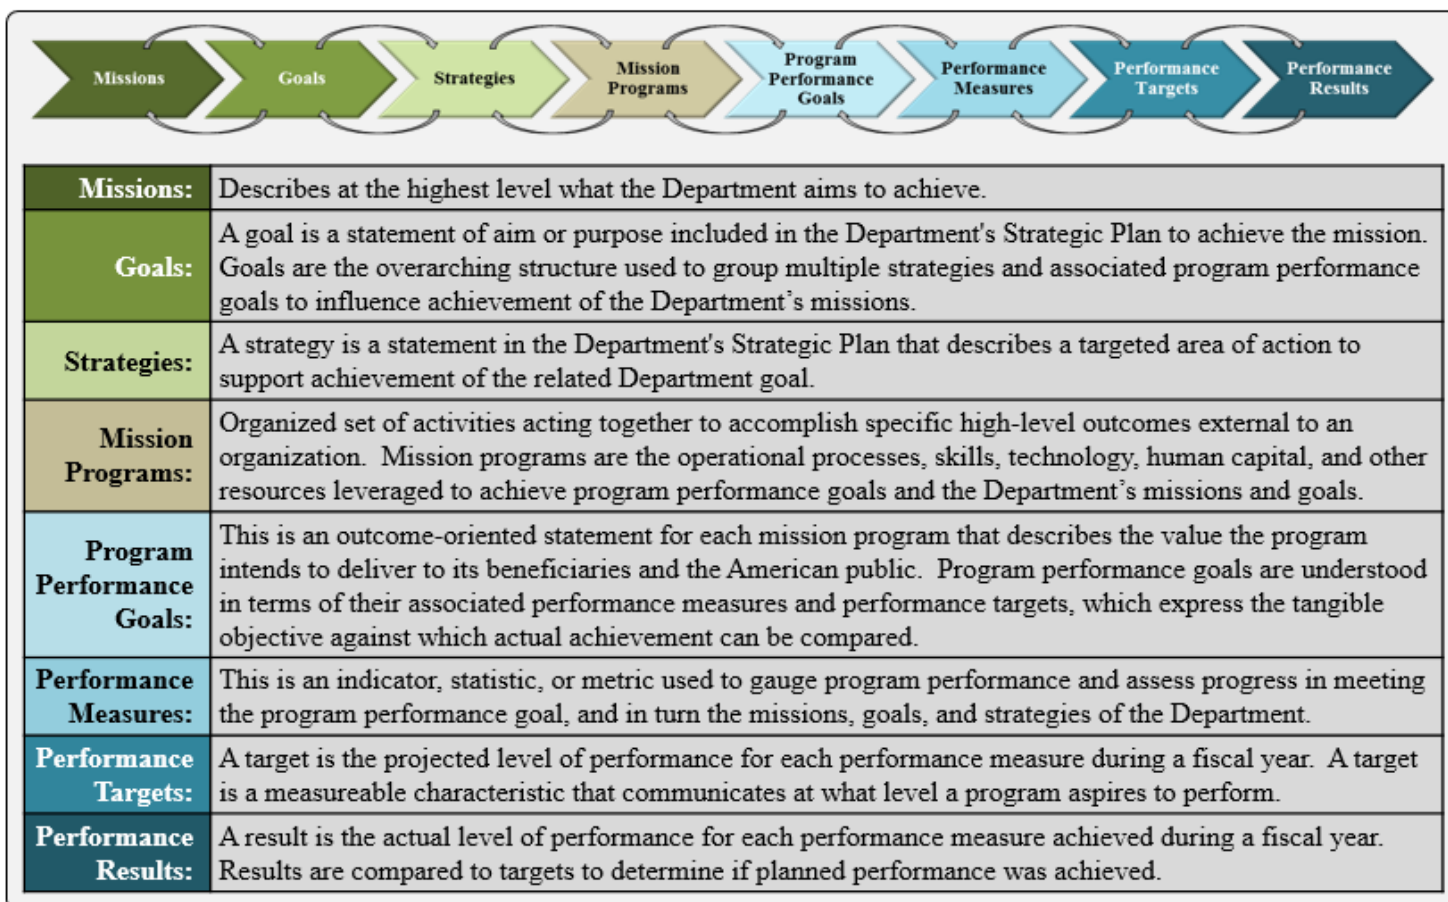 Missions
Goals
Strategies
Mission
Programs
Program
Performance
Goals
Performance
Measures
Performance
Targets
Performance
Results
Missions:
Describes at the highest level what the Department aims to achieve.
Goals:
A goal is a statement of aim or purpose included in the Department's Strategic Plan to achieve the mission.
Goals are the overarching structure used to group multiple strategies and associated program performance
goals to influence achievement of the Department’s missions.
Strategies:
A strategy is a statement in the Department's Strategic Plan that describes a targeted area of action to
support achievement of the related Department goal.
Mission
Programs:
Organized set of activities acting together to accomplish specific high-level outcomes external to an
organization.  Mission programs are the operational processes, skills, technology, human capital, and other
resources leveraged to achieve program performance goals and the Department’s missions and goals.
Program
Performance
Goals:
This is an outcome-oriented statement for each mission program that describes the value the program
intends to deliver to its beneficiaries and the American public.  Program performance goals are understood
in terms of their associated performance measures and performance targets, which express the tangible
objective against which actual achievement can be compared.
Performance
Measures:
This is an indicator, statistic, or metric used to gauge program performance and assess progress in meeting
the program performance goal, and in turn the missions, goals, and strategies of the Department.
Performance
Targets:
A target is the projected level of performance for each performance measure during a fiscal year.  A target
is a measureable characteristic that communicates at what level a program aspires to perform.
Performance
Results:
A result is the actual level of performance for each performance measure achieved during a fiscal year.
Results are compared to targets to determine if planned performance was achieved.